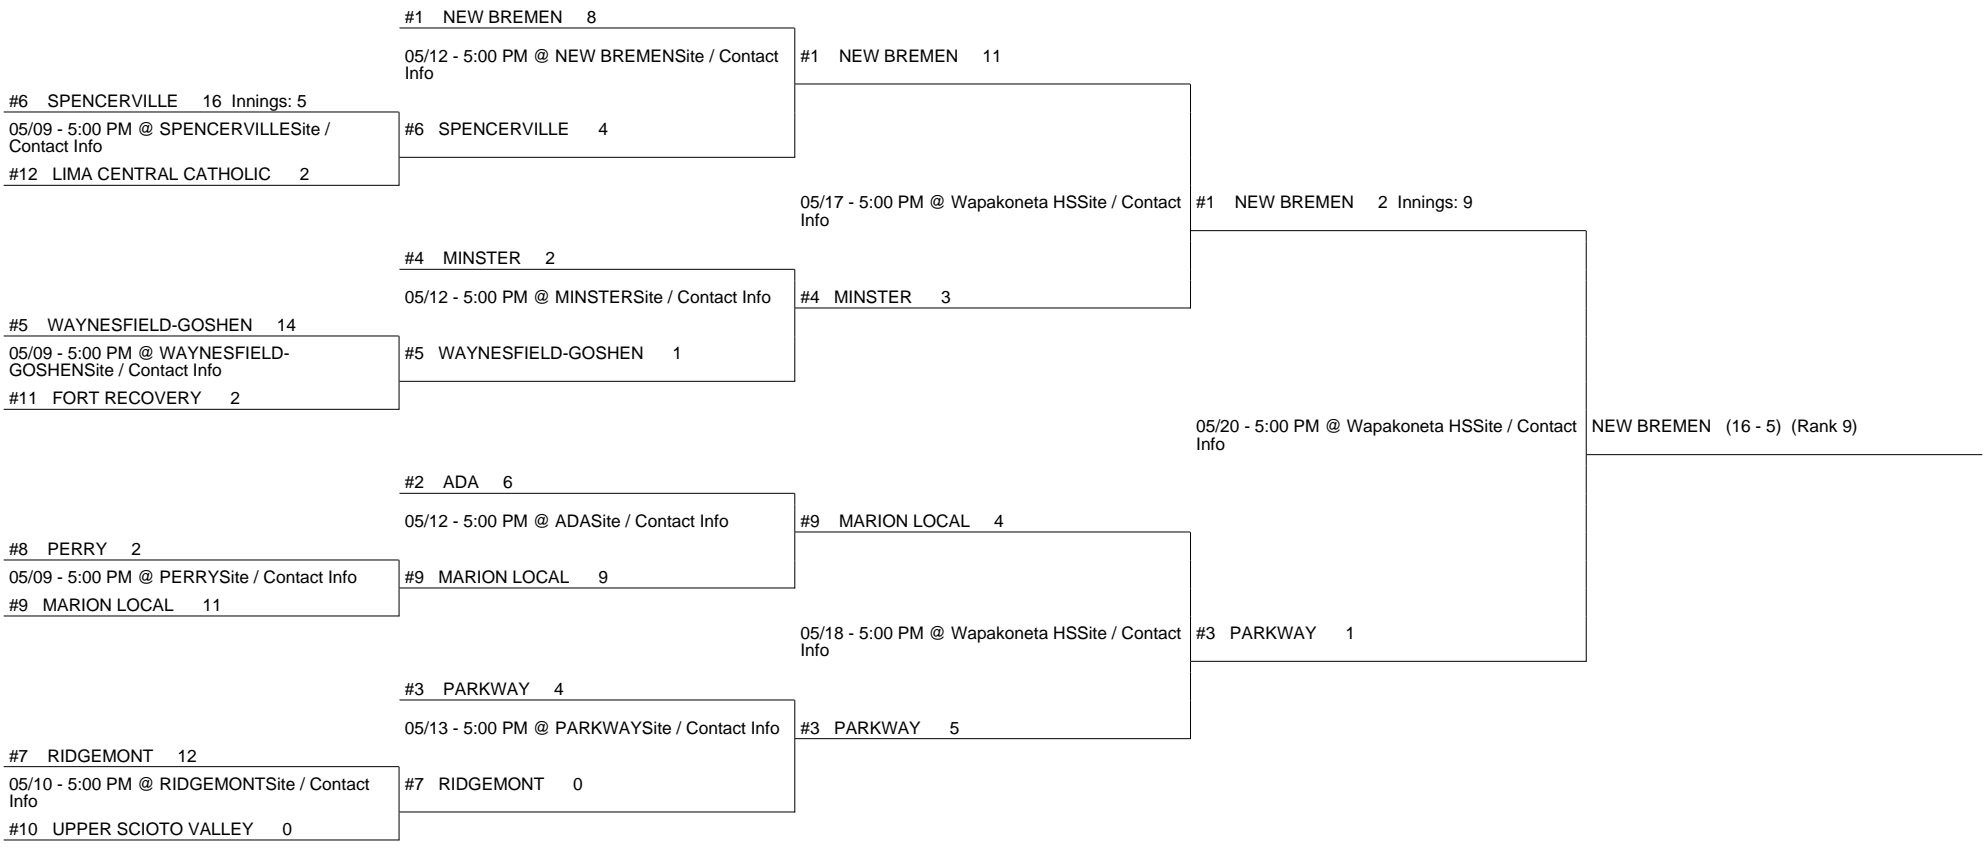 #1 NEW BREMEN 8
05/12 - 5:00 PM @ NEW BREMENSite / Contact
Info
#1 NEW BREMEN 11
#6 SPENCERVILLE 16 Innings: 5
05/09 - 5:00 PM @ SPENCERVILLESite /
Contact Info
#6 SPENCERVILLE 4
#12 LIMA CENTRAL CATHOLIC 2
05/17 - 5:00 PM @ Wapakoneta HSSite / Contact
Info
#1 NEW BREMEN 2 Innings: 9
#4 MINSTER 2
05/12 - 5:00 PM @ MINSTERSite / Contact Info
#4 MINSTER 3
#5 WAYNESFIELD-GOSHEN 14
05/09 - 5:00 PM @ WAYNESFIELD-
GOSHENSite / Contact Info
#5 WAYNESFIELD-GOSHEN 1
#11 FORT RECOVERY 2
05/20 - 5:00 PM @ Wapakoneta HSSite / Contact
Info
NEW BREMEN (16 - 5) (Rank 9)
#2 ADA 6
05/12 - 5:00 PM @ ADASite / Contact Info
#9 MARION LOCAL 4
#8 PERRY 2
05/09 - 5:00 PM @ PERRYSite / Contact Info
#9 MARION LOCAL 9
#9 MARION LOCAL 11
05/18 - 5:00 PM @ Wapakoneta HSSite / Contact
Info
#3 PARKWAY 1
#3 PARKWAY 4
05/13 - 5:00 PM @ PARKWAYSite / Contact Info
#3 PARKWAY 5
#7 RIDGEMONT 12
05/10 - 5:00 PM @ RIDGEMONTSite / Contact
Info
#7 RIDGEMONT 0
#10 UPPER SCIOTO VALLEY 0